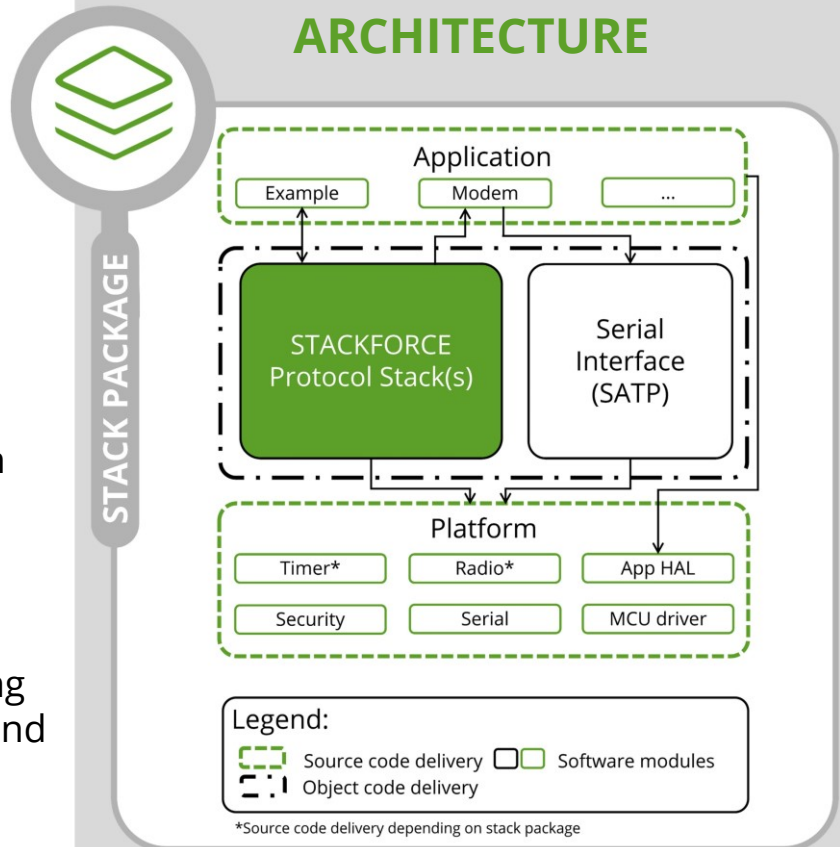 ARCHITECTURE
STACK PACKAGE
Application
Example
Modem
...
STACKFORCE
Protocol Stack(s)
Serial
Interface
(SATP)
Platform
Timer*
Radio*
App HAL
Security
Serial
MCU driver
Legend:
Source code delivery
Software modules
Object code delivery
*Source code delivery depending on stack package